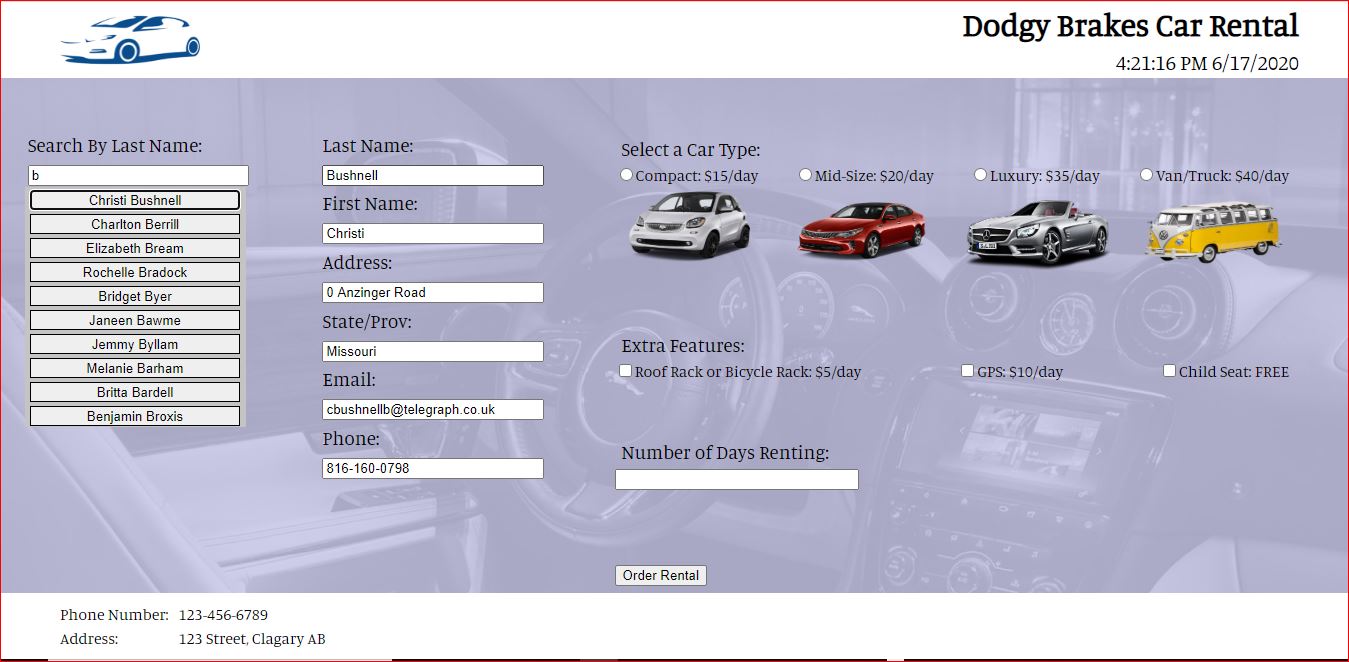 Dodgy Brakes Car Rental
4:21:16 PM 6/17/2020
Search By Last Name:
b
Christi Bushnell
Charlton Berrill
Elizabeth Bream
Rochelle Bradock
Bridget Byer
Janeen Bawme
Jemmy Byllam
Melanie Barham
Britta Bardell
Benjamin Broxis
Last Name:
Bushnell
First Name:
Christi
Address:
0 Anzinger Road
State/Prov:
Missouri
Email:
cbushnellb@telegraph.co.uk
Phone:
816-160-0798
Select a Car Type:
Compact: $15/day Mid-Size: $20/day Luxury: $35/day Van/Truck: $40/day
Extra Features:
Roof Rack or Bicycle Rack: $5/day GPS: $10/day Child Seat: FREE
Number of Days Renting:
Order Rental
Phone Number: 123-456-6789
Address: 123 Street, Clagary AB